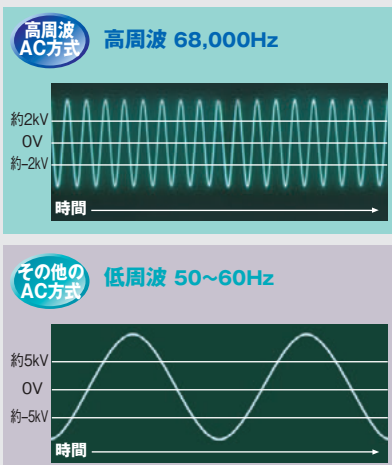 高周波
AC方式
高周波 68,000Hz
約2kV
0V
約-2kV
時間
その他の
AC方式
低周波 50~60Hz
約5kV
0V
約-5kV
時間